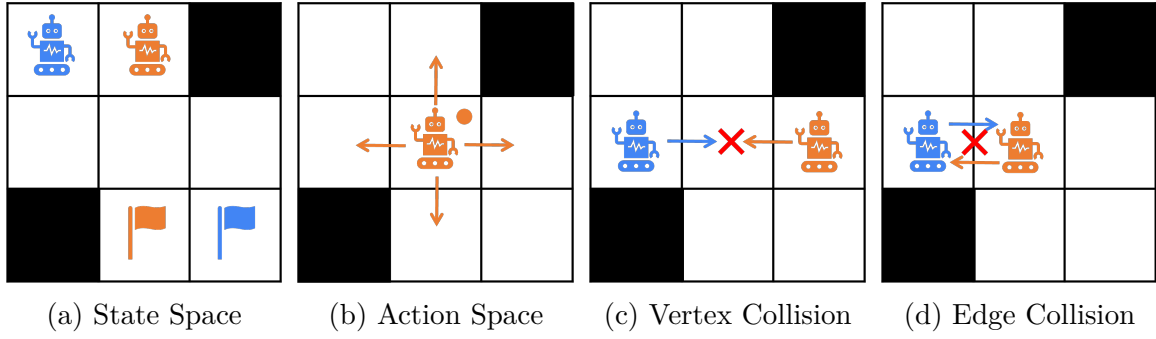 (a) State Space
(b) Action Space
(c) Vertex Collision
(d) Edge Collision